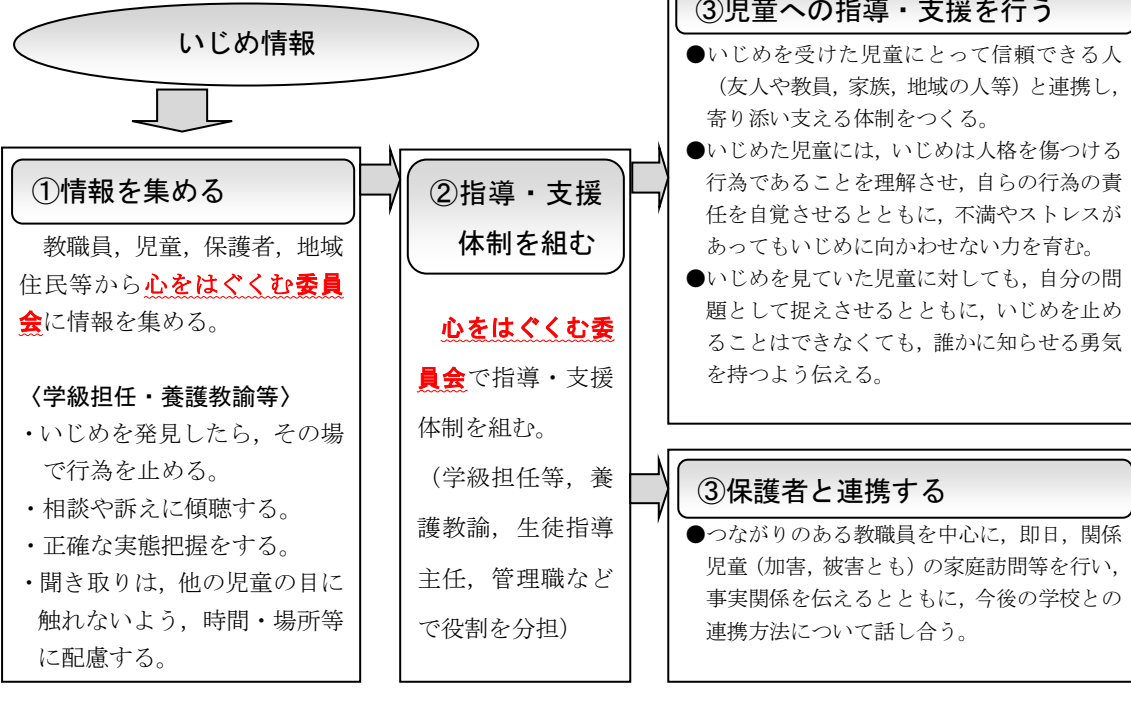 いじめ情報
①情報を集める
教職員，児童，保護者，地域
住民等から心をはぐくむ委員
会に情報を集める。
〈学級担任・養護教諭等〉
・いじめを発見したら，その場
で行為を止める。
・相談や訴えに傾聴する。
・正確な実態把握をする。
・聞き取りは，他の児童の目に
触れないよう，時間・場所等
に配慮する。
②指導・支援
体制を組む
心をはぐくむ委
員会で指導・支援
体制を組む。
（学級担任等，養
護教諭，生徒指導
主任，管理職など
で役割を分担）
③児童への指導・支援を行う
●いじめを受けた児童にとって信頼できる人
（友人や教員，家族，地域の人等）と連携し，
寄り添い支える体制をつくる。
●いじめた児童には，いじめは人格を傷つける
行為であることを理解させ，自らの行為の責
任を自覚させるとともに，不満やストレスが
あってもいじめに向かわせない力を育む。
●いじめを見ていた児童に対しても，自分の問
題として捉えさせるとともに，いじめを止め
ることはできなくても，誰かに知らせる勇気
を持つよう伝える。
③保護者と連携する
●つながりのある教職員を中心に，即日，関係
児童（加害，被害とも）の家庭訪問等を行い，
事実関係を伝えるとともに，今後の学校との
連携方法について話し合う。